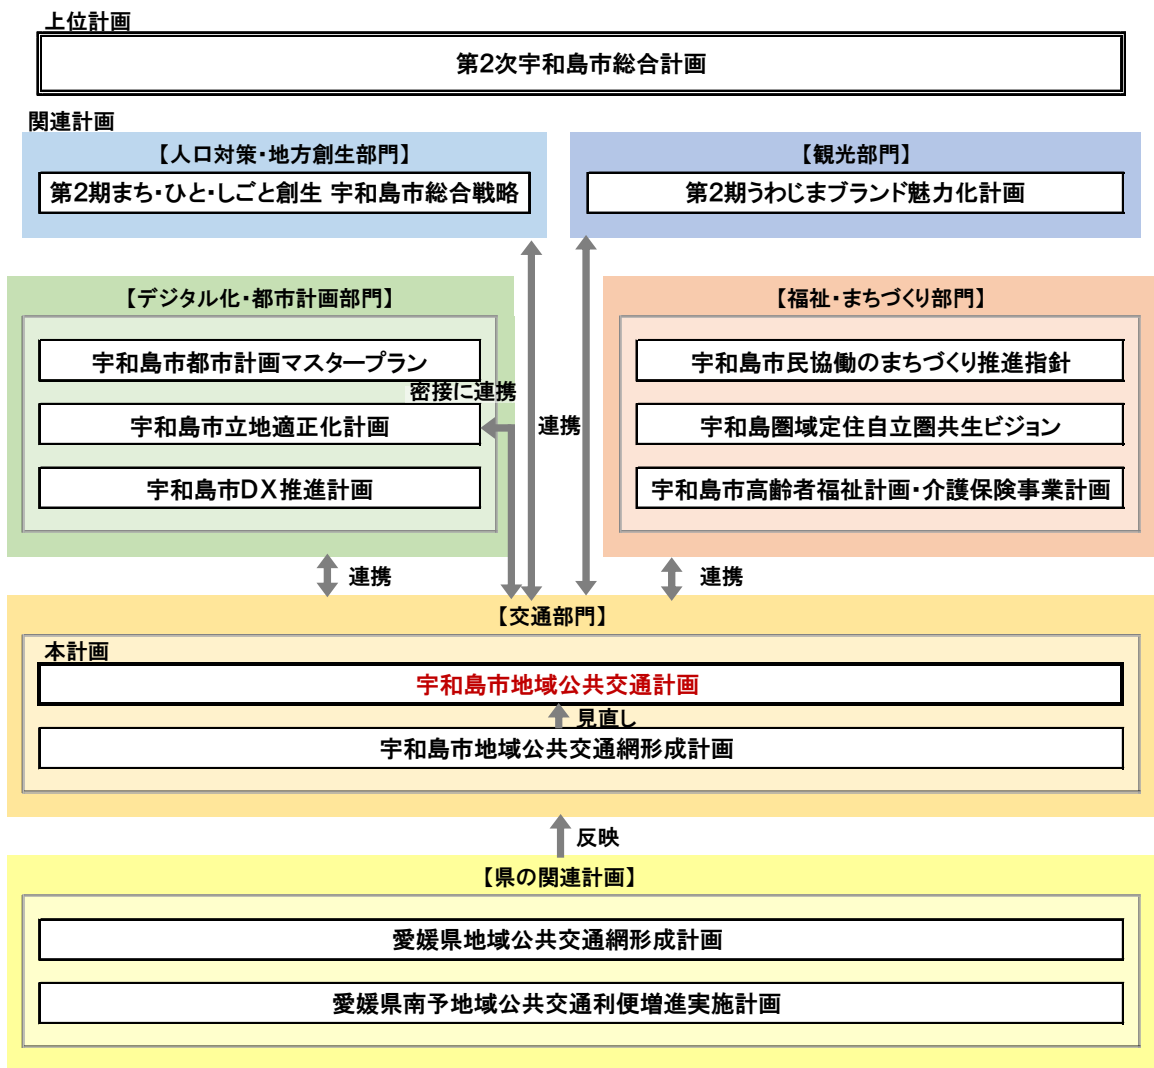 上位計画
第2次宇和島市総合計画
関連計画
【人口対策・地方創生部門】
第2期まち・ひと・しごと創生 宇和島市総合戦略
【観光部門】
第2期うわじまブランド魅力化計画
【デジタル化・都市計画部門】
宇和島市都市計画マスタープラン
密接に連携
宇和島市立地適正化計画
宇和島市DX推進計画
連携
【福祉・まちづくり部門】
宇和島市民協働のまちづくり推進指針
宇和島圏域定住自立圏共生ビジョン
宇和島市高齢者福祉計画・介護保険事業計画
連携
連携
【交通部門】
本計画
宇和島市地域公共交通計画
見直し
宇和島市地域公共交通網形成計画
反映
【県の関連計画】
愛媛県地域公共交通網形成計画
愛媛県南予地域公共交通利便増進実施計画